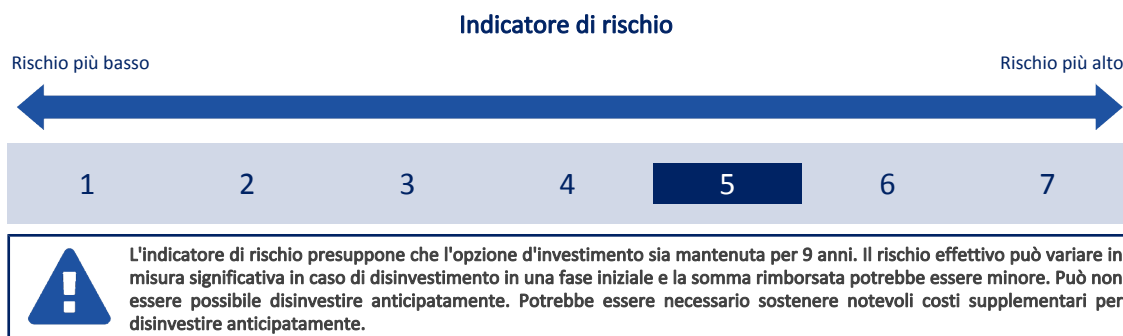 Indicatore di rischio
Rischio più basso
Rischio più alto
1 2 3 4 5 6 7
L'indicatore di rischio presuppone che l'opzione d'investimento sia mantenuta per 9 anni. Il rischio effettivo può variare in
misura significativa in caso di disinvestimento in una fase iniziale e la somma rimborsata potrebbe essere minore. Può non
essere possibile disinvestire anticipatamente. Potrebbe essere necessario sostenere notevoli costi supplementari per
disinvestire anticipatamente.